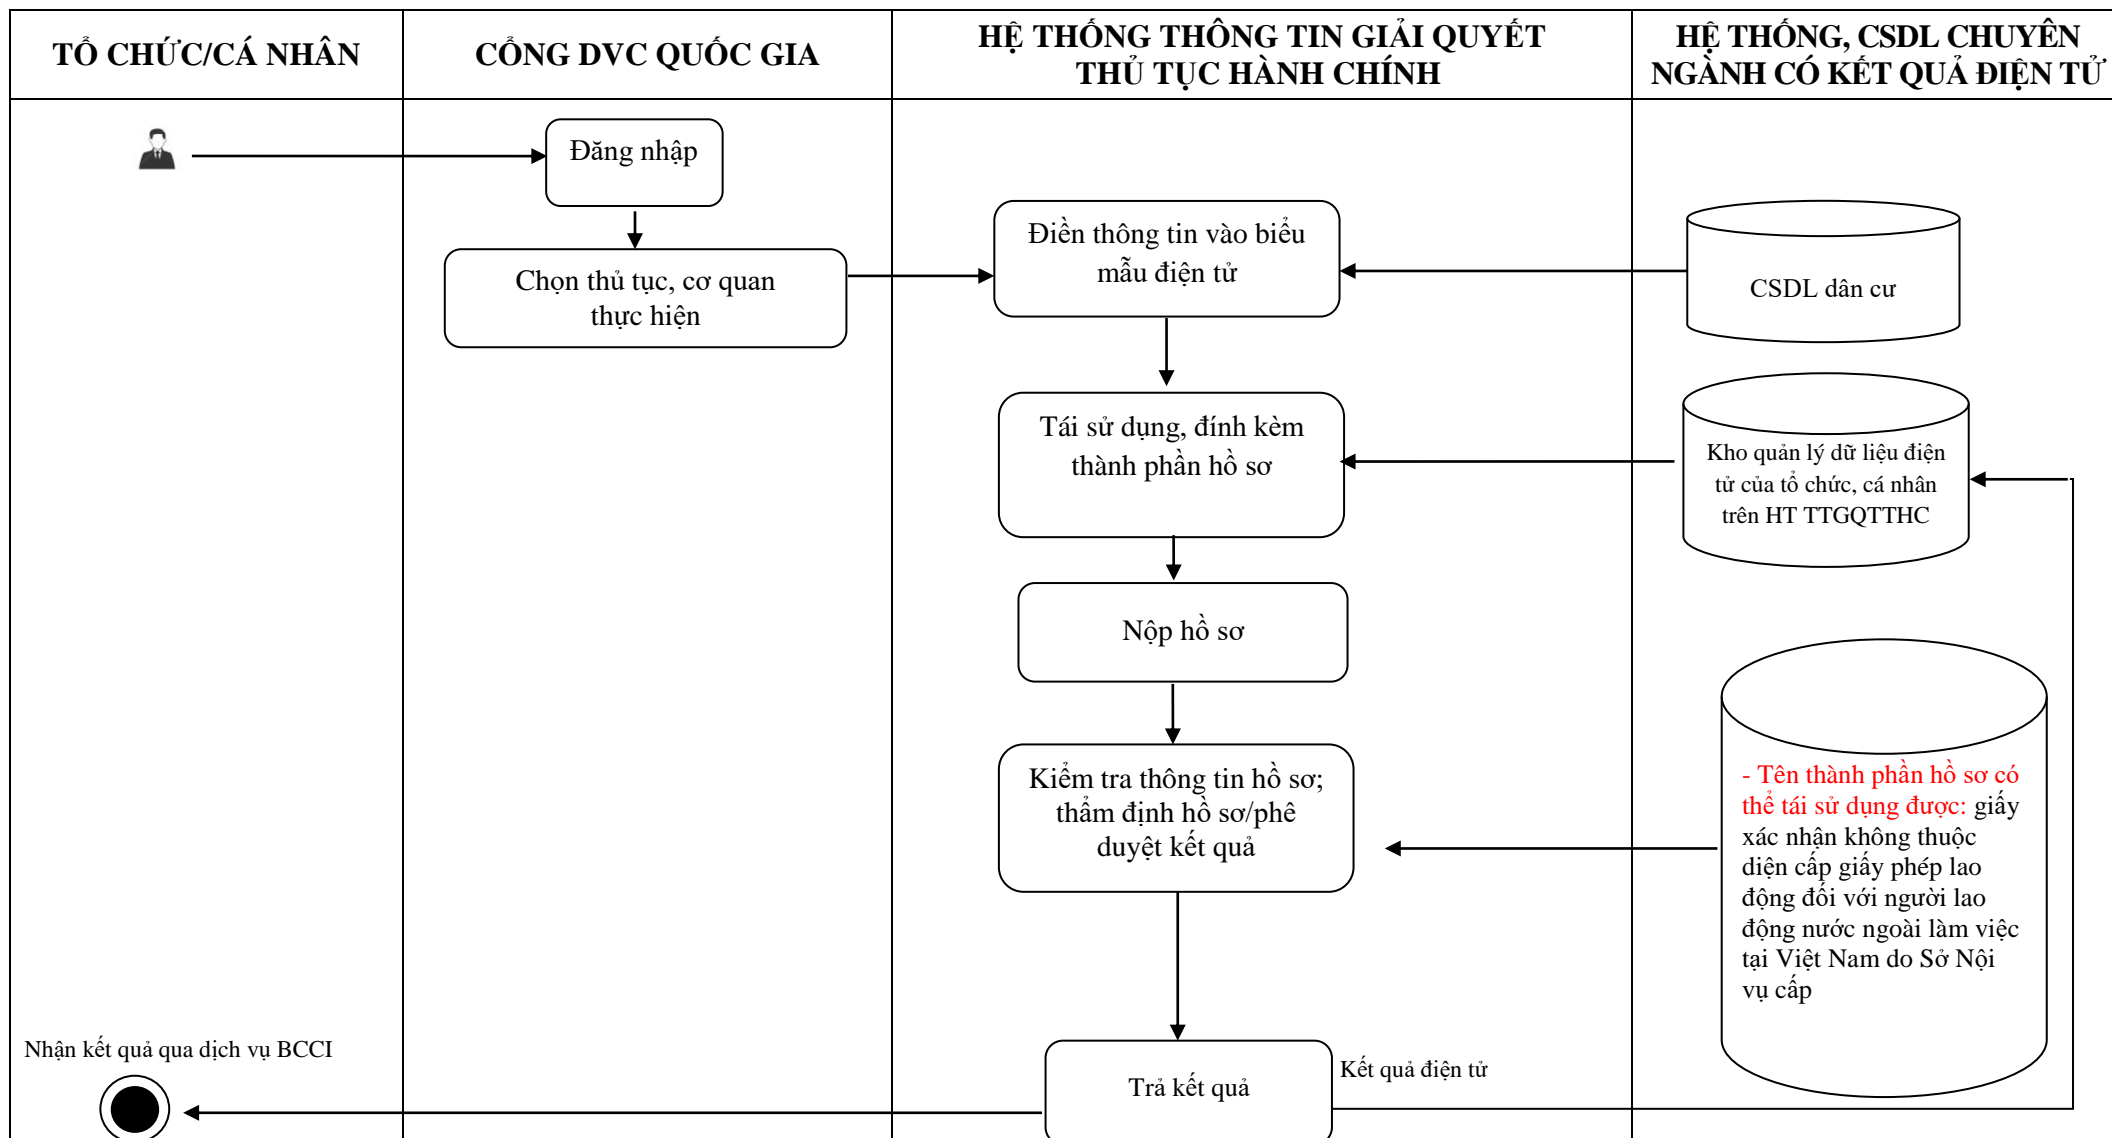 TỔ CHỨC/CÁ NHÂN
CỔNG DVC QUỐC GIA
HỆ THỐNG THÔNG TIN GIẢI QUYẾT
THỦ TỤC HÀNH CHÍNH
HỆ THỐNG, CSDL CHUYÊN
NGÀNH CÓ KẾT QUẢ ĐIỆN TỬ
Đăng nhập
Chọn thủ tục, cơ quan
thực hiện
Điền thông tin vào biểu
mẫu điện tử
CSDL dân cư
Tái sử dụng, đính kèm
thành phần hồ sơ
Kho quản lý dữ liệu điện
tử của tổ chức, cá nhân
trên HT TTGQTTHC
Nộp hồ sơ
Kiểm tra thông tin hồ sơ;
thẩm định hồ sơ/phê
duyệt kết quả
- Tên thành phần hồ sơ có
thể tái sử dụng được: giấy
xác nhận không thuộc
diện cấp giấy phép lao
động đối với người lao
động nước ngoài làm việc
tại Việt Nam do Sở Nội
vụ cấp
Nhận kết quả qua dịch vụ BCCI
Trả kết quả
Kết quả điện tử